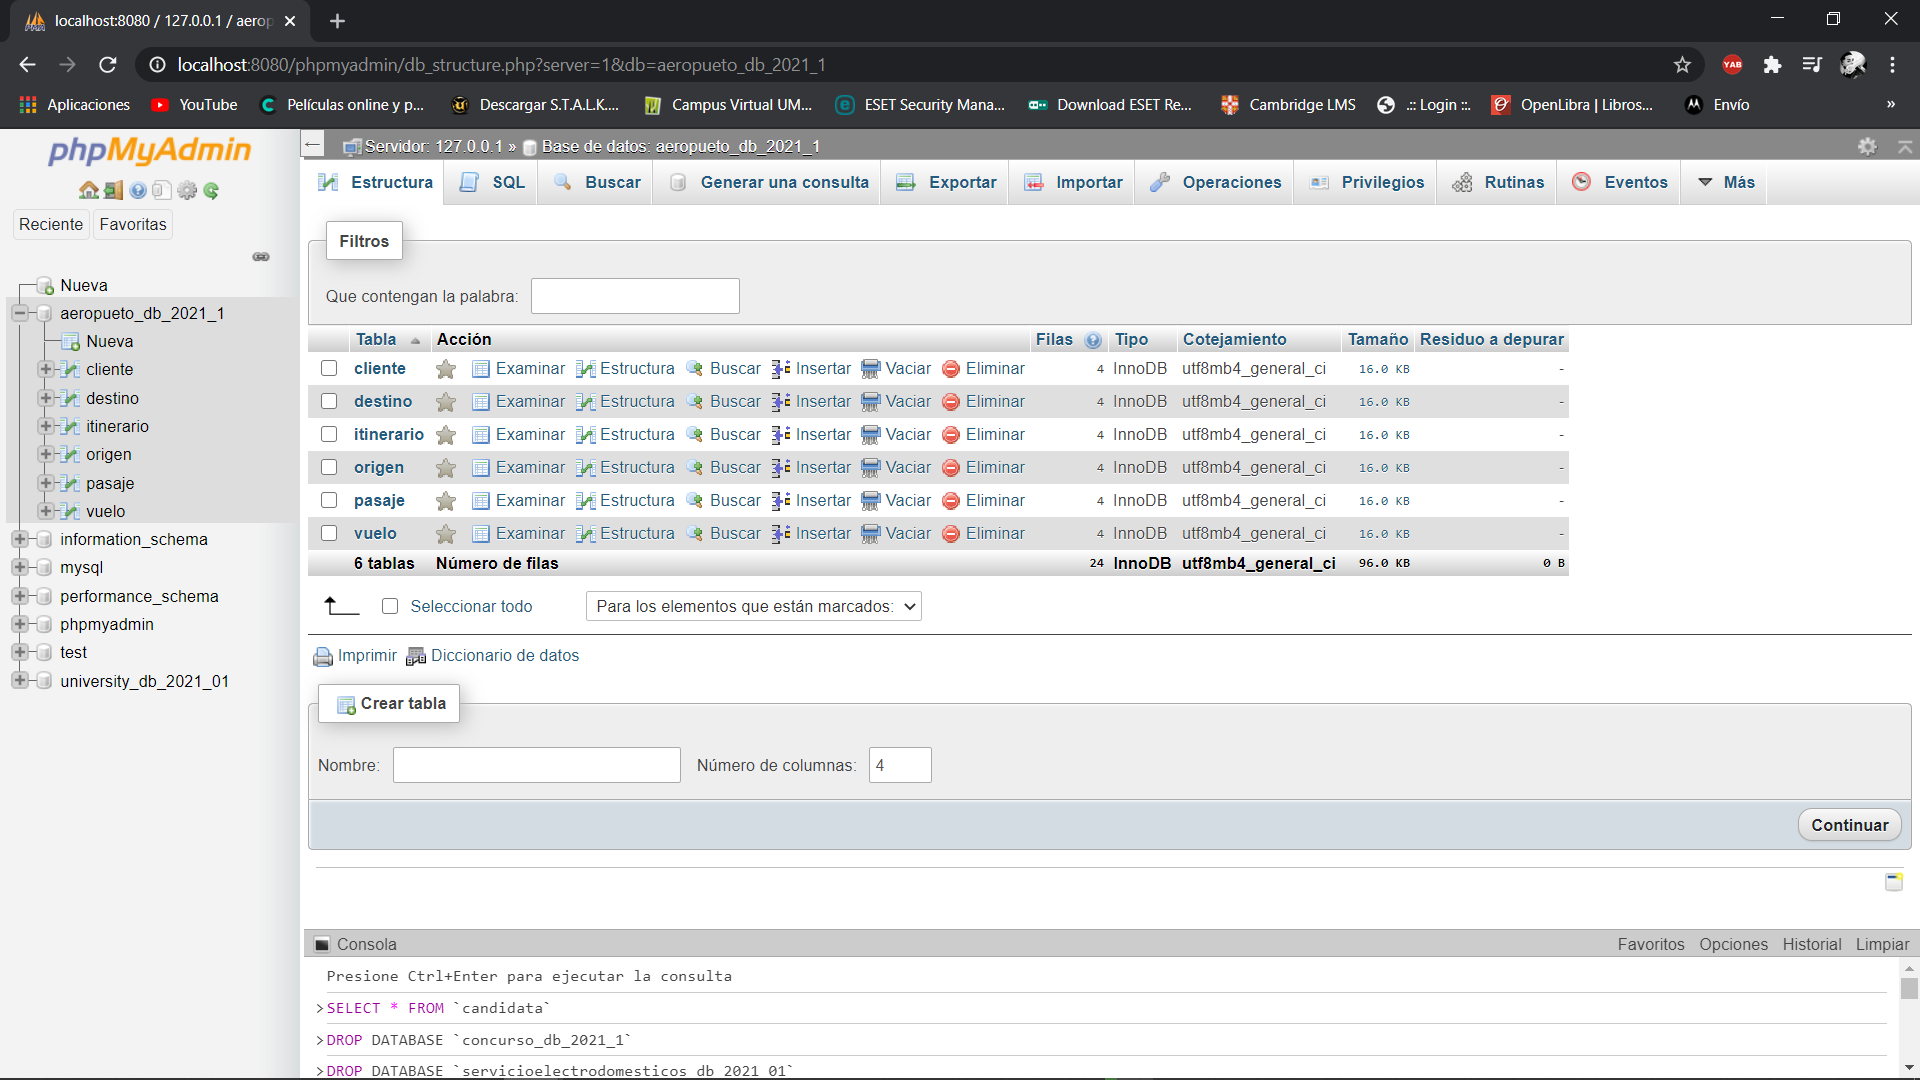 localhost:8080 / 127.0.0.1 / aerop
localhost:8080/phpmyadmin/db_structure.php?server=1&db=aeropueto_db_2021_1
YAB
Aplicaciones YouTube Películas online y p... Descargar S.T.A.L.K.... Campus Virtual UM... ESET Security Mana... Download ESET Re... Cambridge LMS .:: Login ::. OpenLibra | Libros... Envío »
phpMyAdmin
Reciente Favoritas
Nueva
aeropueto_db_2021_1
Nueva
cliente
destino
itinerario
origen
pasaje
vuelo
information_schema
mysql
performance_schema
phpmyadmin
test
university_db_2021_01
Servidor: 127.0.0.1 » Base de datos: aeropueto_db_2021_1
Estructura SQL Buscar Generar una consulta Exportar Importar Operaciones Privilegios Rutinas Eventos Más
Filtros
Que contengan la palabra:
Tabla Acción Filas Tipo Cotejamiento Tamaño Residuo a depurar
cliente Examinar Estructura Buscar Insertar Vaciar Eliminar 4 InnoDB utf8mb4_general_ci 16.0 KB -
destino Examinar Estructura Buscar Insertar Vaciar Eliminar 4 InnoDB utf8mb4_general_ci 16.0 KB -
itinerario Examinar Estructura Buscar Insertar Vaciar Eliminar 4 InnoDB utf8mb4_general_ci 16.0 KB -
origen Examinar Estructura Buscar Insertar Vaciar Eliminar 4 InnoDB utf8mb4_general_ci 16.0 KB -
pasaje Examinar Estructura Buscar Insertar Vaciar Eliminar 4 InnoDB utf8mb4_general_ci 16.0 KB -
vuelo Examinar Estructura Buscar Insertar Vaciar Eliminar 4 InnoDB utf8mb4_general_ci 16.0 KB -
6 tablas Número de filas 24 InnoDB utf8mb4_general_ci 96.0 KB 0 B
Seleccionar todo Para los elementos que están marcados:
Imprimir Diccionario de datos
Crear tabla
Nombre: Número de columnas: 4
Continuar
Consola Favoritos Opciones Historial Limpiar
Presione Ctrl+Enter para ejecutar la consulta
>SELECT * FROM `candidata`
>DROP DATABASE `concurso_db_2021_1`
>DROP DATABASE `servicioelectrodomesticos_db_2021_01`